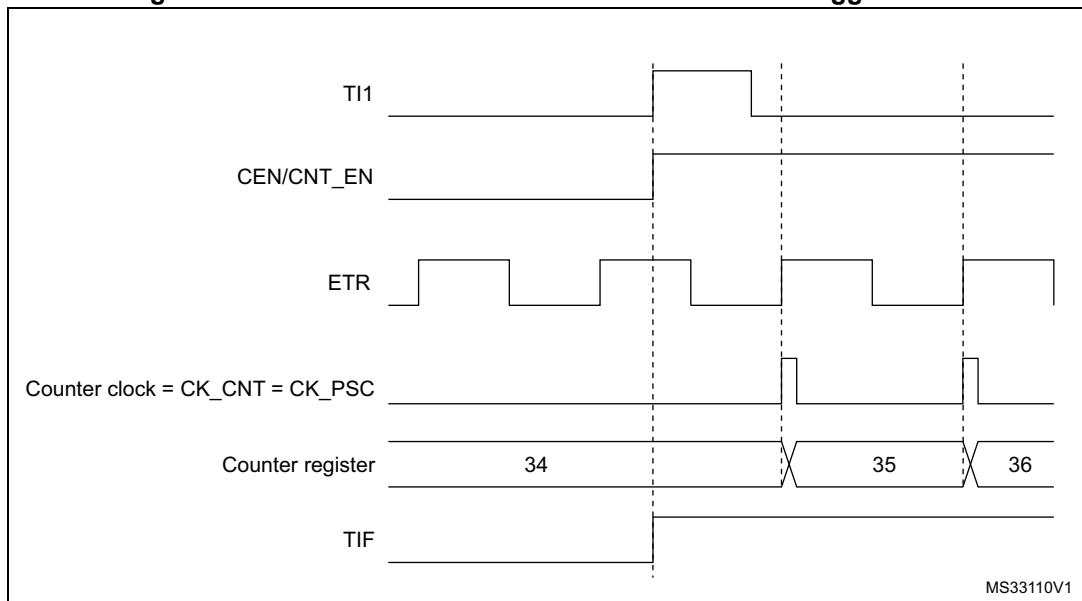 TI1
CEN/CNT_EN
ETR
Counter clock = CK_CNT = CK_PSC
Counter register 34 35 36
TIF
MS33110V1